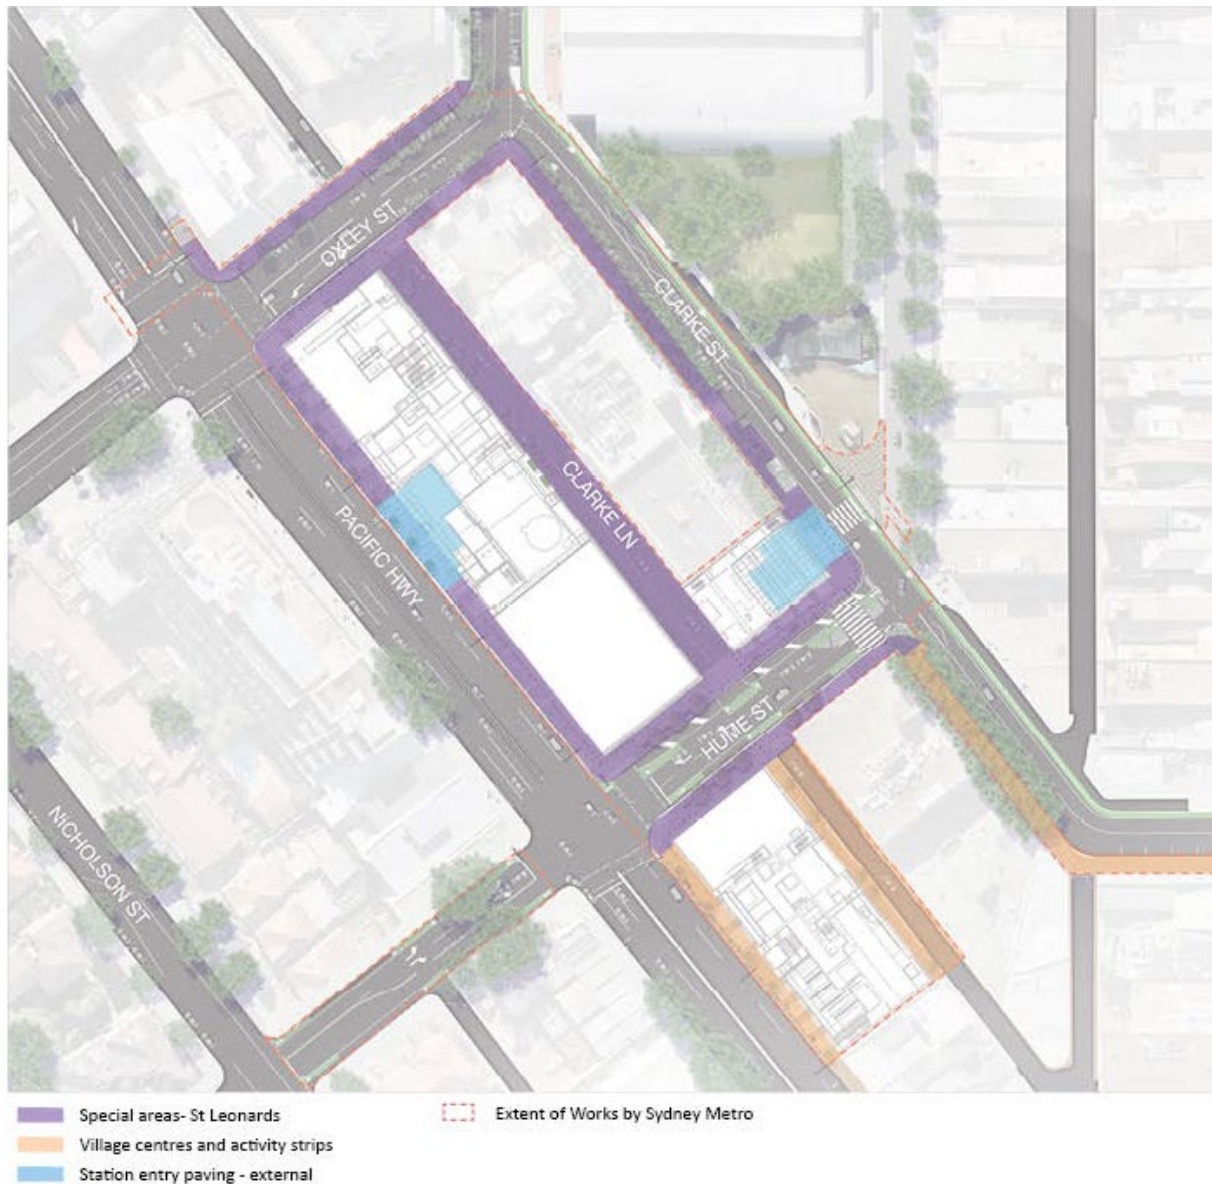 OXLEY ST
CLARKE ST
CLARKE LN
PACIFIC HWY
HUME ST
NICHOLSON ST
Special areas- St Leonards
Extent of Works by Sydney Metro
Village centres and activity strips
Station entry paving - external